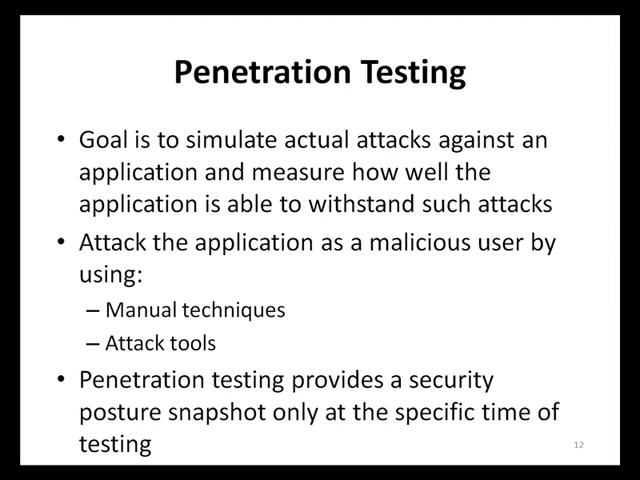 Penetration Testing
• Goal is to simulate actual attacks against an
application and measure how well the
application is able to withstand such attacks
• Attack the application as a malicious user by
using:
– Manual techniques
– Attack tools
• Penetration testing provides a security
posture snapshot only at the specific time of
testing
12